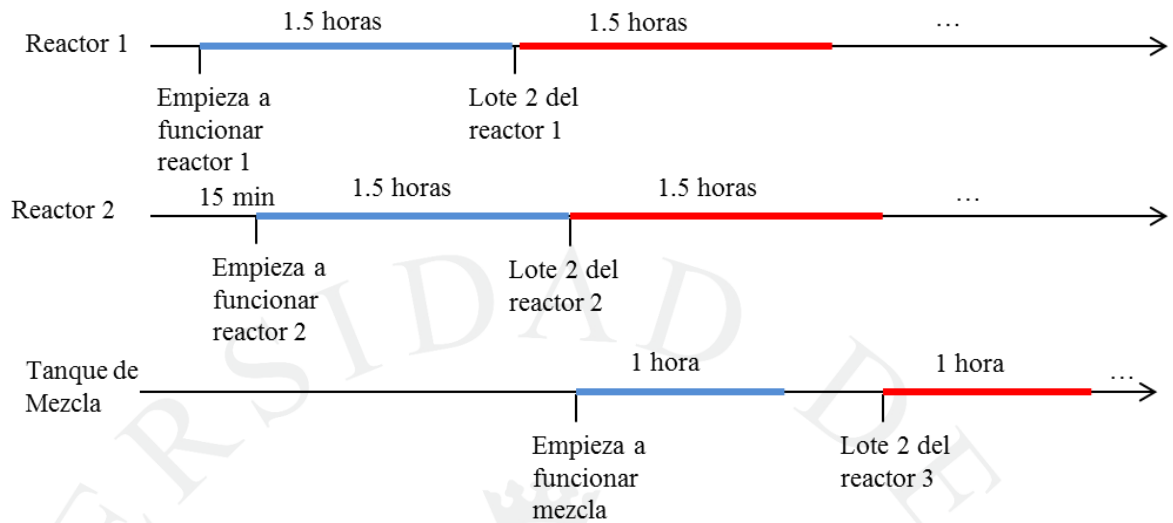 1.5 horas
1.5 horas
...
Reactor 1
Empieza a
funcionar
reactor 1
Lote 2 del
reactor 1
15 min
1.5 horas
1.5 horas
...
Reactor 2
Empieza a
funcionar
reactor 2
Lote 2 del
reactor 2
1 hora
1 hora
...
Tanque de
Mezcla
Empieza a
funcionar
mezcla
Lote 2 del
reactor 3
ERSIDAD DE